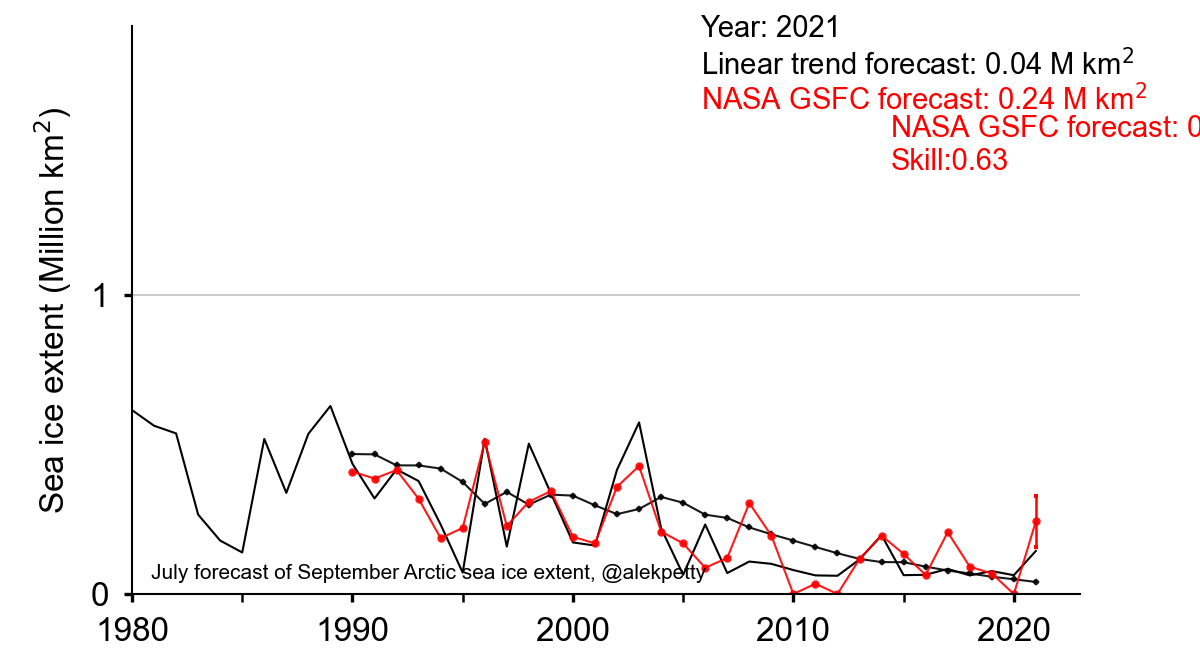 Year: 2021
Linear trend forecast: 0.04 M km²
NASA GSFC forecast: 0.24 M km²
NASA GSFC forecast: 0
Skill:0.63
Sea ice extent (Million km²)
1
0
July forecast of September Arctic sea ice extent, @alekpetty
1980
1990
2000
2010
2020